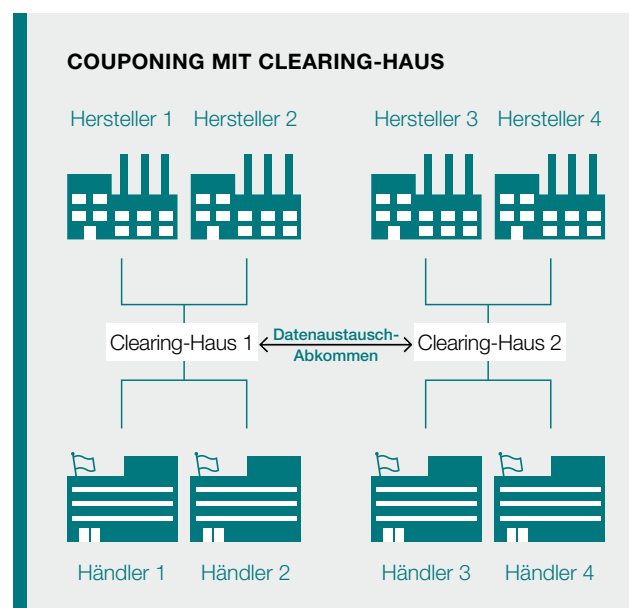 COUPONING MIT CLEARING-HAUS
Hersteller 1 Hersteller 2 Hersteller 3 Hersteller 4
Clearing-Haus 1 Datenaustausch- Clearing-Haus 2
Abkommen
Händler 1 Händler 2 Händler 3 Händler 4